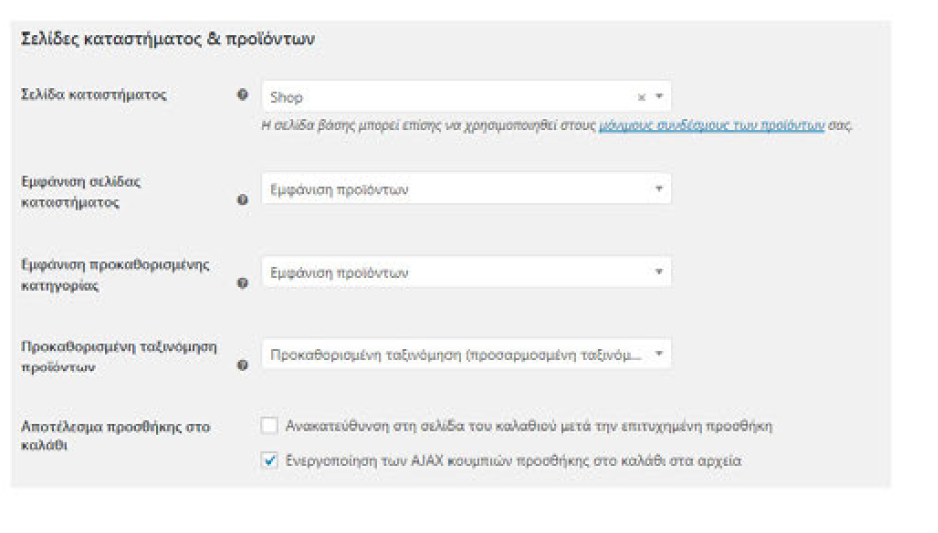 Σελίδες καταστήματος & προϊόντων
Σελίδα καταστήματος
Shop
Η σελίδα βάσης μπορεί επίσης να χρησιμοποιηθεί στους μόνιμους συνδέσμους των προϊόντων σας.
Εμφάνιση σελίδας
καταστήματος
Εμφάνιση προϊόντων
Εμφάνιση προκαθορισμένης
κατηγορίας
Εμφάνιση προϊόντων
Προκαθορισμένη ταξινόμηση
προϊόντων
Προκαθορισμένη ταξινόμηση (προσαρμοσμένη ταξινόμ...
Αποτέλεσμα προσθήκης στο
καλάθι
Ανακατεύθυνση στη σελίδα του καλαθιού μετά την επιτυχημένη προσθήκη
Ενεργοποίηση των AJAX κουμπιών προσθήκης στο καλάθι στα αρχεία